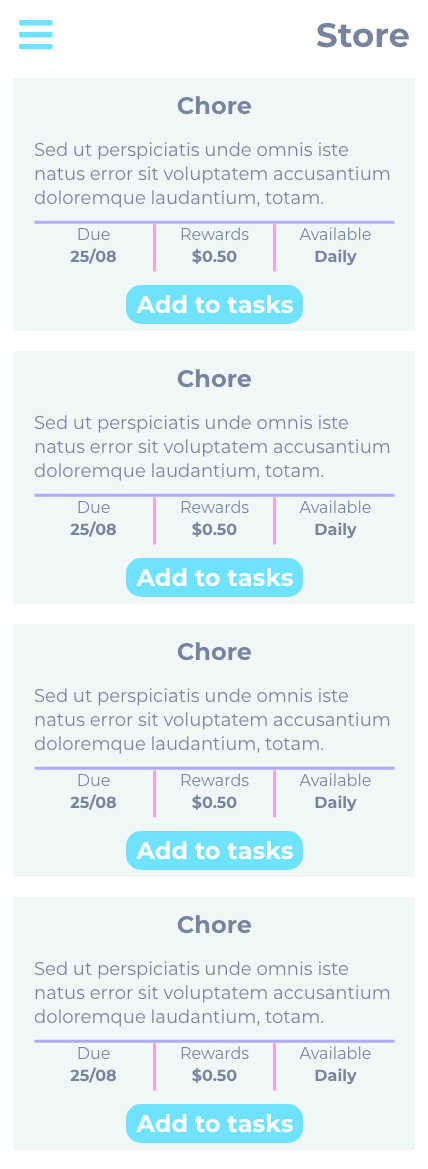 Store
Chore
Sed ut perspiciatis unde omnis iste
natus error sit voluptatem accusantium
doloremque laudantium, totam.
Due Rewards Available
25/08 $0.50 Daily
Add to tasks
Chore
Sed ut perspiciatis unde omnis iste
natus error sit voluptatem accusantium
doloremque laudantium, totam.
Due Rewards Available
25/08 $0.50 Daily
Add to tasks
Chore
Sed ut perspiciatis unde omnis iste
natus error sit voluptatem accusantium
doloremque laudantium, totam.
Due Rewards Available
25/08 $0.50 Daily
Add to tasks
Chore
Sed ut perspiciatis unde omnis iste
natus error sit voluptatem accusantium
doloremque laudantium, totam.
Due Rewards Available
25/08 $0.50 Daily
Add to tasks